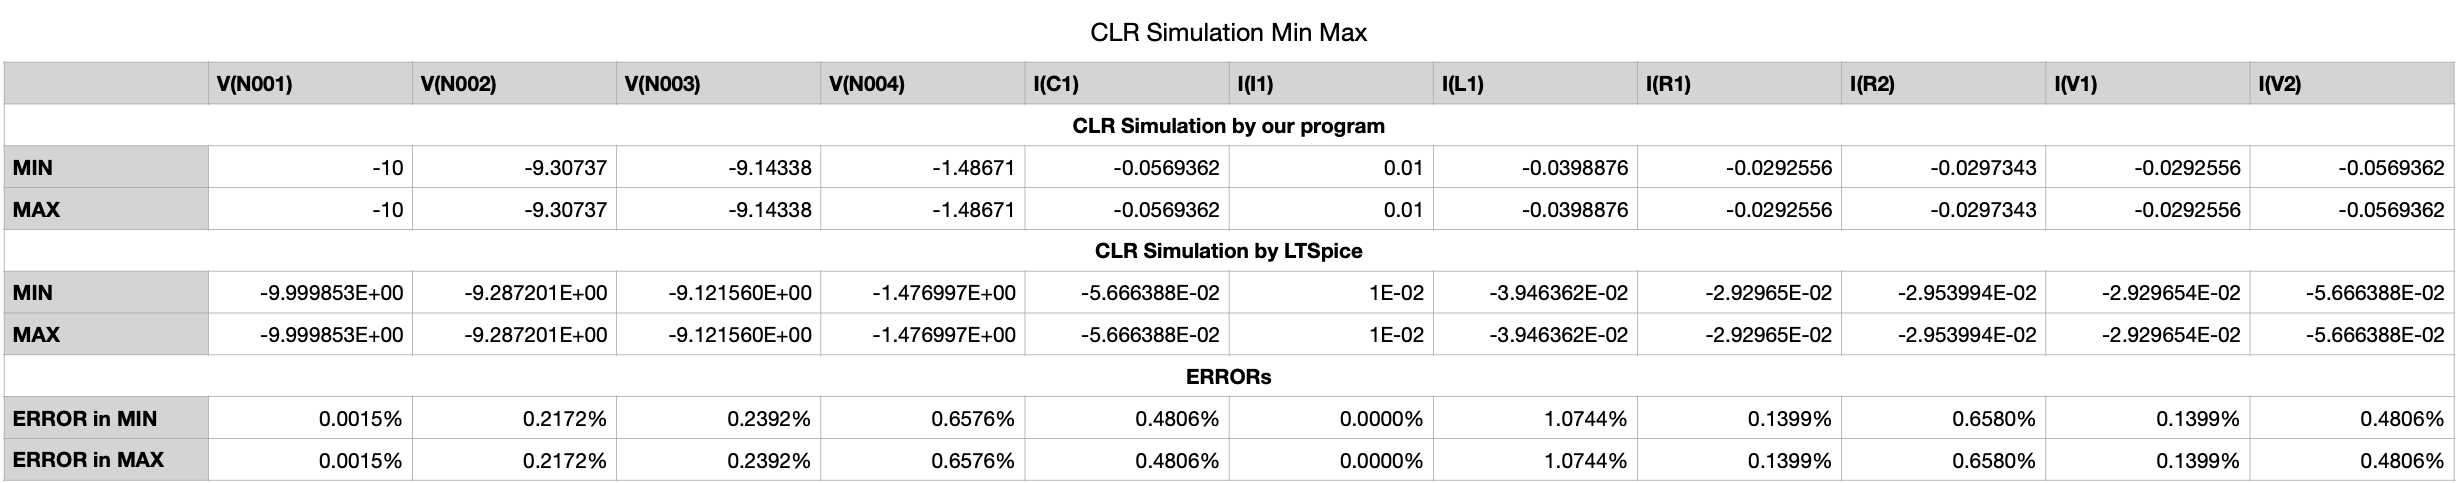 CLR Simulation Min Max
V(N001) V(N002) V(N003) V(N004) I(C1) I(I1) I(L1) I(R1) I(R2) I(V1) I(V2)
CLR Simulation by our program
MIN -10 -9.30737 -9.14338 -1.48671 -0.0569362 0.01 -0.0398876 -0.0292556 -0.0297343 -0.0292556 -0.0569362
MAX -10 -9.30737 -9.14338 -1.48671 -0.0569362 0.01 -0.0398876 -0.0292556 -0.0297343 -0.0292556 -0.0569362
CLR Simulation by LTSpice
MIN -9.999853E+00 -9.287201E+00 -9.121560E+00 -1.476997E+00 -5.666388E-02 1E-02 -3.946362E-02 -2.92965E-02 -2.953994E-02 -2.929654E-02 -5.666388E-02
MAX -9.999853E+00 -9.287201E+00 -9.121560E+00 -1.476997E+00 -5.666388E-02 1E-02 -3.946362E-02 -2.92965E-02 -2.953994E-02 -2.929654E-02 -5.666388E-02
ERRORs
ERROR in MIN 0.0015% 0.2172% 0.2392% 0.6576% 0.4806% 0.0000% 1.0744% 0.1399% 0.6580% 0.1399% 0.4806%
ERROR in MAX 0.0015% 0.2172% 0.2392% 0.6576% 0.4806% 0.0000% 1.0744% 0.1399% 0.6580% 0.1399% 0.4806%